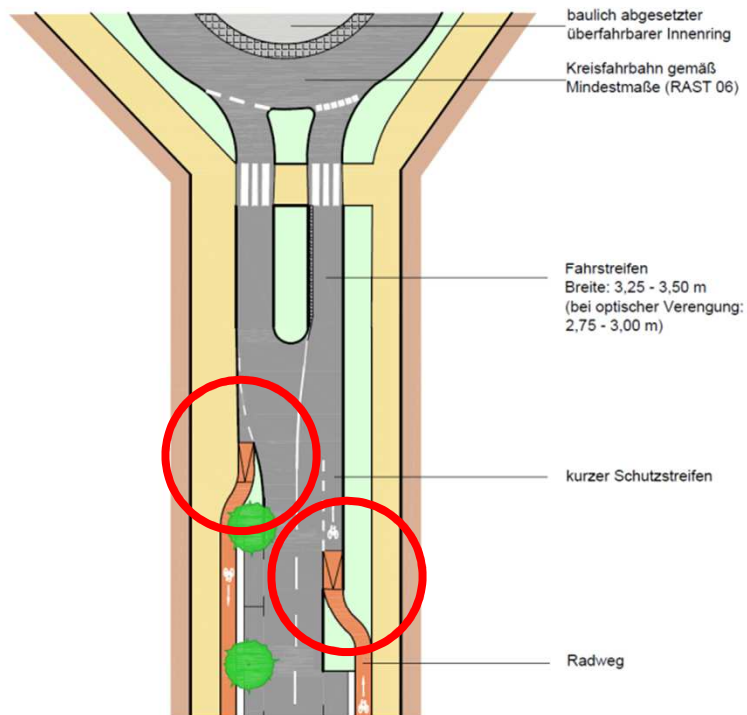 baulich abgesetzter
überfahrbarer Innenring
Kreisfahrbahn gemäß
Mindestmaße (RAST 06)
Fahrstreifen
Breite: 3,25 - 3,50 m
(bei optischer Verengung:
2,75 - 3,00 m)
kurzer Schutzstreifen
Radweg